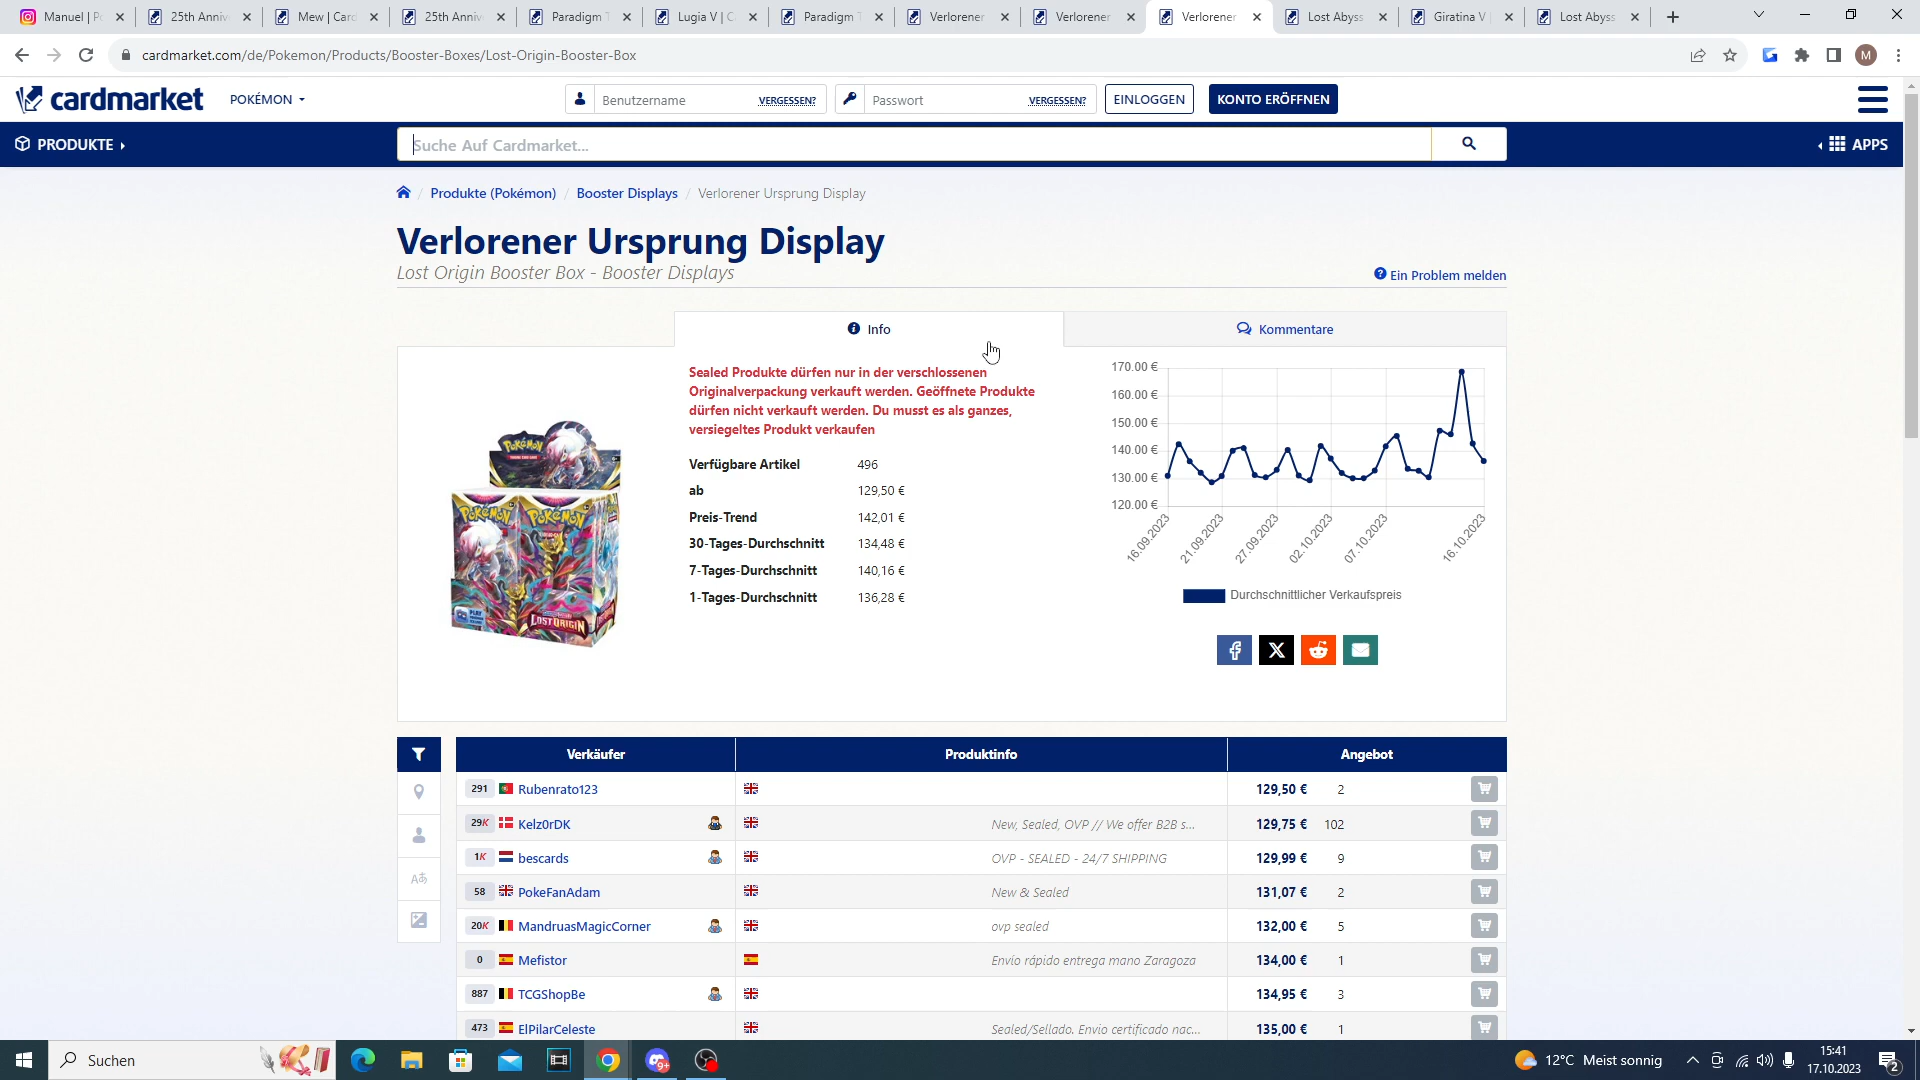 Manuel | P
25th Anniv
Mew | Card
25th Anniv
Paradigm T
Lugia V | C
Paradigm T
Verlorener
Verlorener
Verlorener
Lost Abyss
Giratina V
Lost Abyss
cardmarket.com/de/Pokemon/Products/Booster-Boxes/Lost-Origin-Booster-Box
M
cardmarket
POKÉMON
Benutzername
VERGESSEN?
Passwort
VERGESSEN?
EINLOGGEN
KONTO ERÖFFNEN
PRODUKTE
Suche Auf Cardmarket...
APPS
/ Produkte (Pokémon) / Booster Displays / Verlorener Ursprung Display
Verlorener Ursprung Display
Lost Origin Booster Box - Booster Displays
Ein Problem melden
Info
Kommentare
Sealed Produkte dürfen nur in der verschlossenen
Originalverpackung verkauft werden. Geöffnete Produkte
dürfen nicht verkauft werden. Du musst es als ganzes,
versiegeltes Produkt verkaufen
Verfügbare Artikel 496
ab 129,50 €
Preis-Trend 142,01 €
30-Tages-Durchschnitt 134,48 €
7-Tages-Durchschnitt 140,16 €
1-Tages-Durchschnitt 136,28 €
POKéMON
POKéMON POKéMON
LOST ORIGIN
170.00 €
160.00 €
150.00 €
140.00 €
130.00 €
120.00 €
16.09.2023
21.09.2023
27.09.2023
02.10.2023
07.10.2023
16.10.2023
Durchschnittlicher Verkaufspreis
Verkäufer Produktinfo Angebot
291 Rubenrato123 129,50 € 2
29K Kelz0rDK New, Sealed, OVP // We offer B2B s... 129,75 € 102
1K bescards OVP - SEALED - 24/7 SHIPPING 129,99 € 9
58 PokeFanAdam New & Sealed 131,07 € 2
20K MandruasMagicCorner ovp sealed 132,00 € 5
0 Mefistor Envio rápido entrega mano Zaragoza 134,00 € 1
887 TCGShopBe 134,95 € 3
473 ElPilarCeleste Sealed/Sellado. Envio certificado nac... 135,00 € 1
Suchen
9+
12°C Meist sonnig
15:41
17.10.2023
2